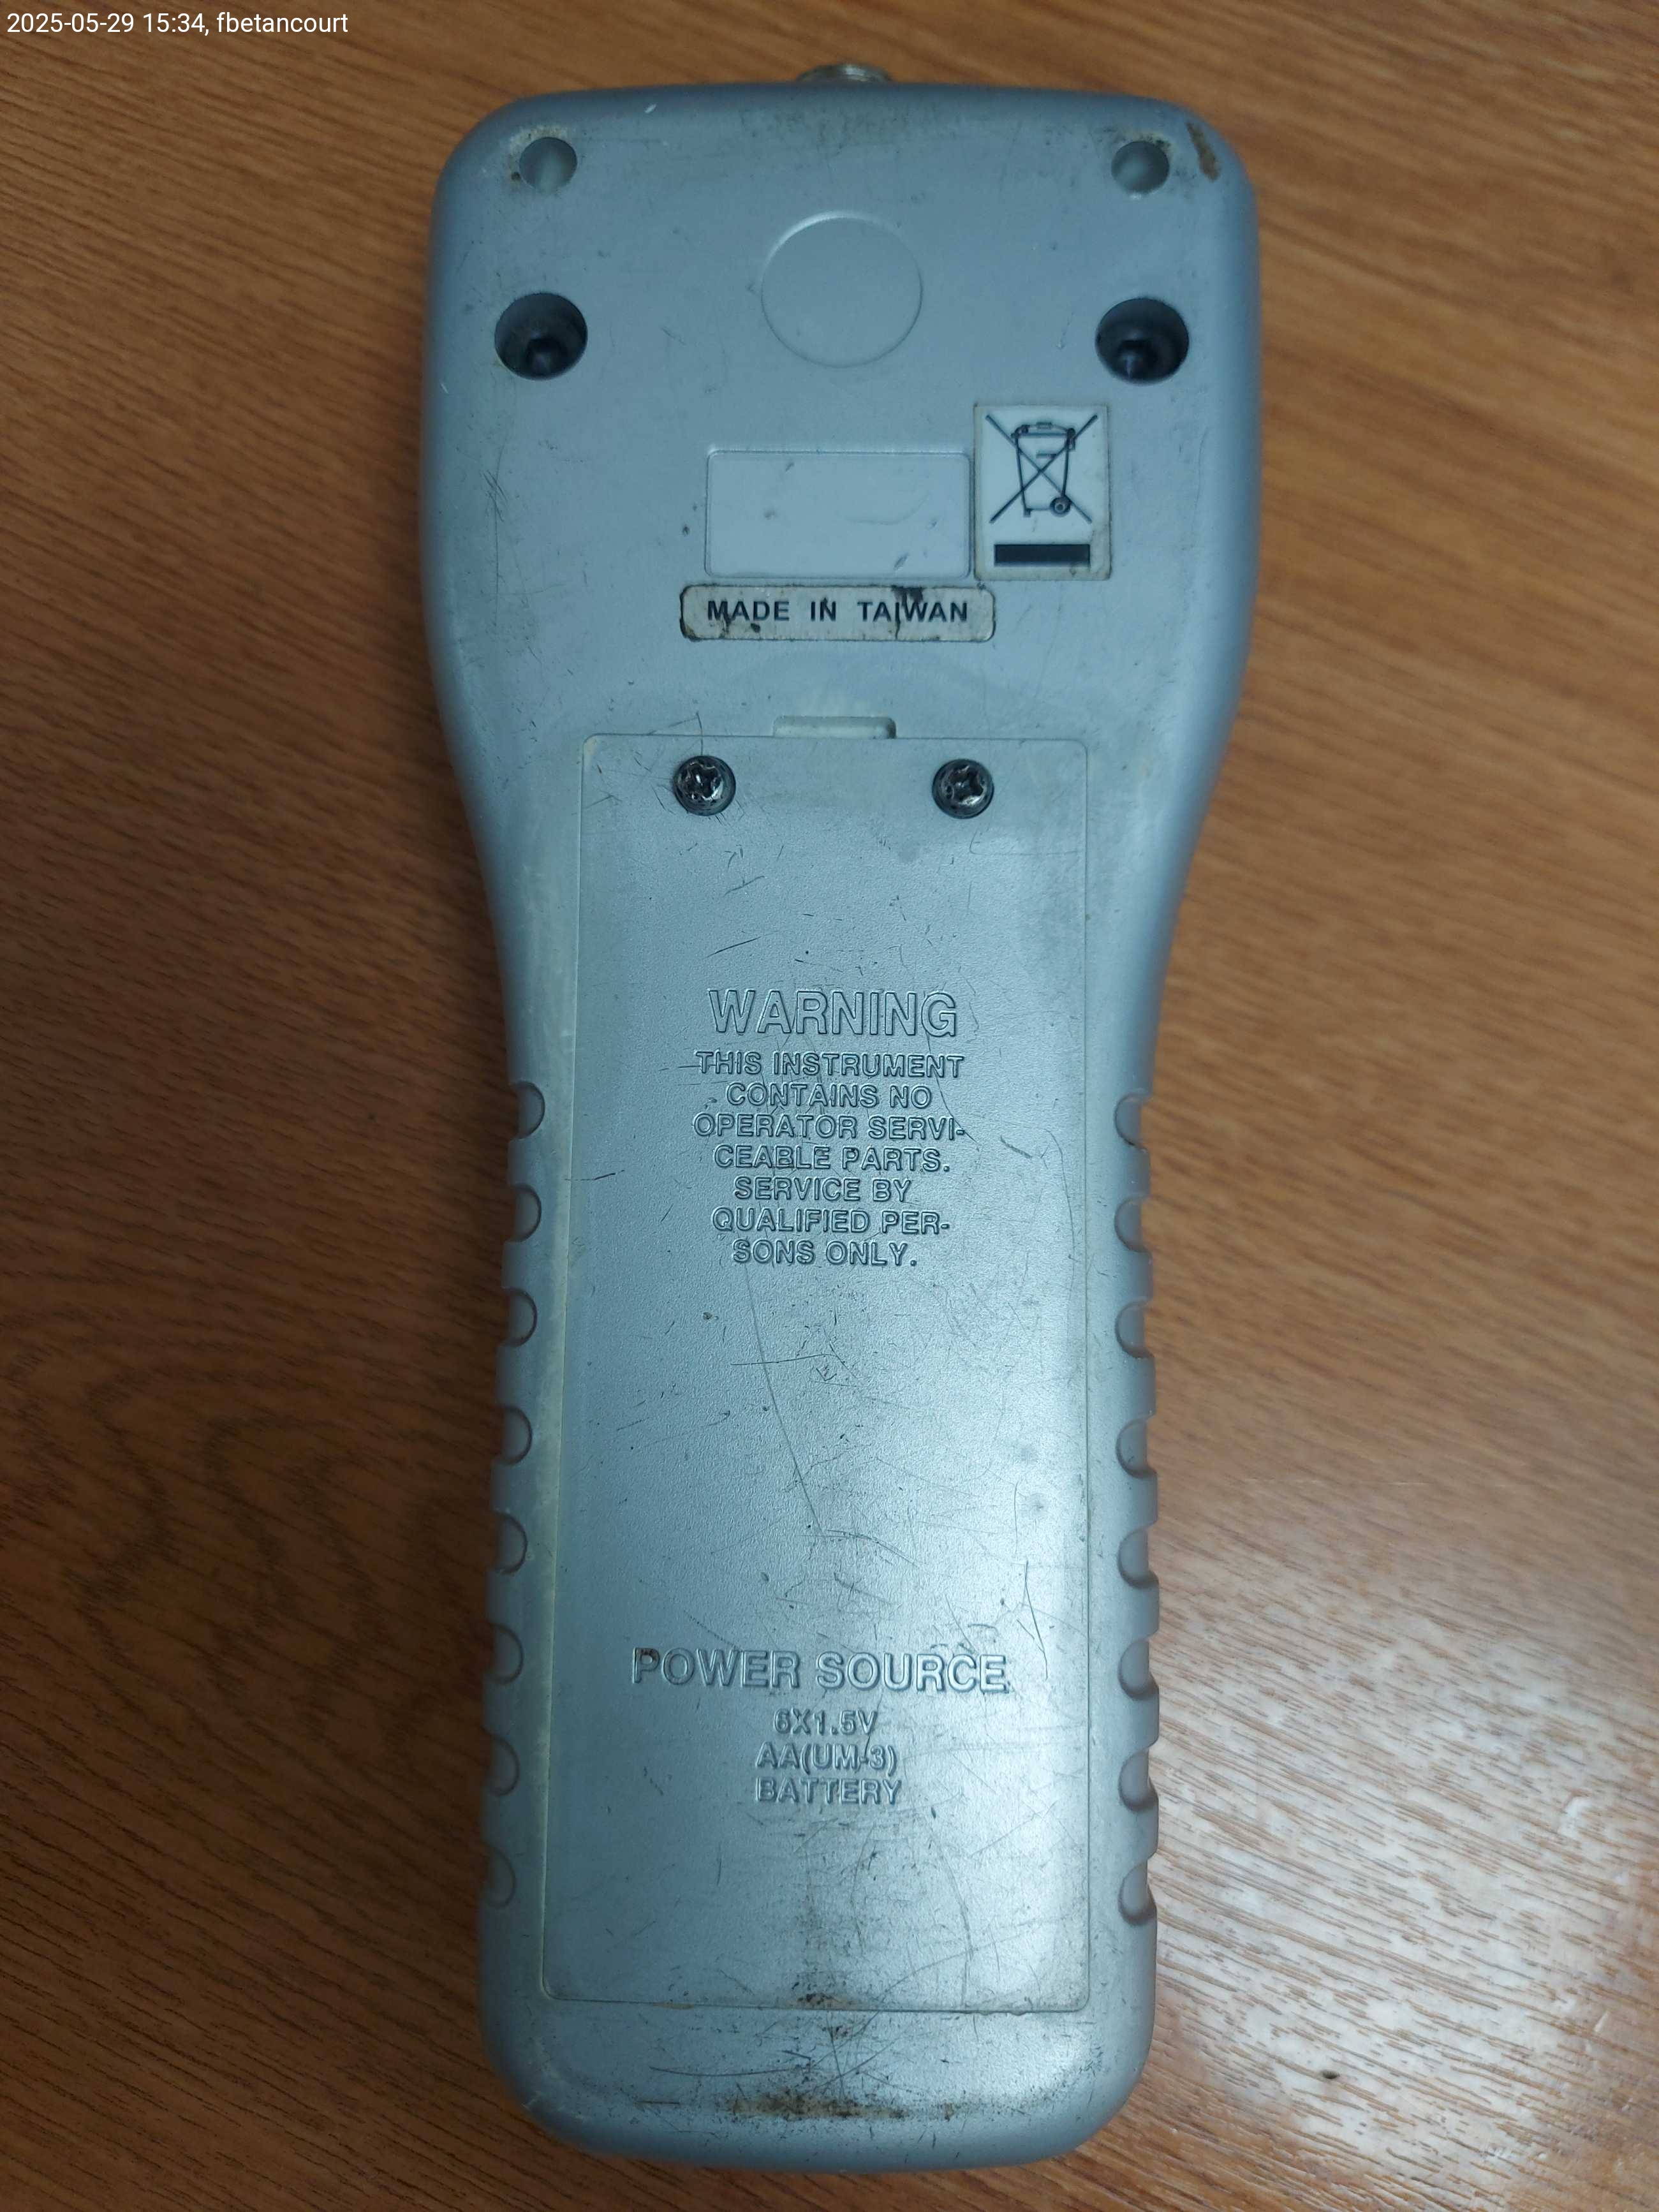 2025-05-29 15:34, fbetancourt
MADE IN TAIWAN
WARNING
THIS INSTRUMENT
CONTAINS NO
OPERATOR SERVI-
CEABLE PARTS.
SERVICE BY
QUALIFIED PER-
SONS ONLY.
POWER SOURCE
6X1.5V
AA(UM-3)
BATTERY